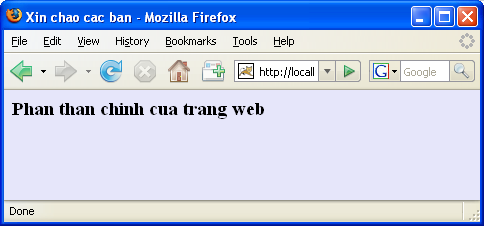 Xin chao cac ban - Mozilla Firefox
File Edit View History Bookmarks Tools Help
http://locall Google
Phan than chinh cua trang web
Done